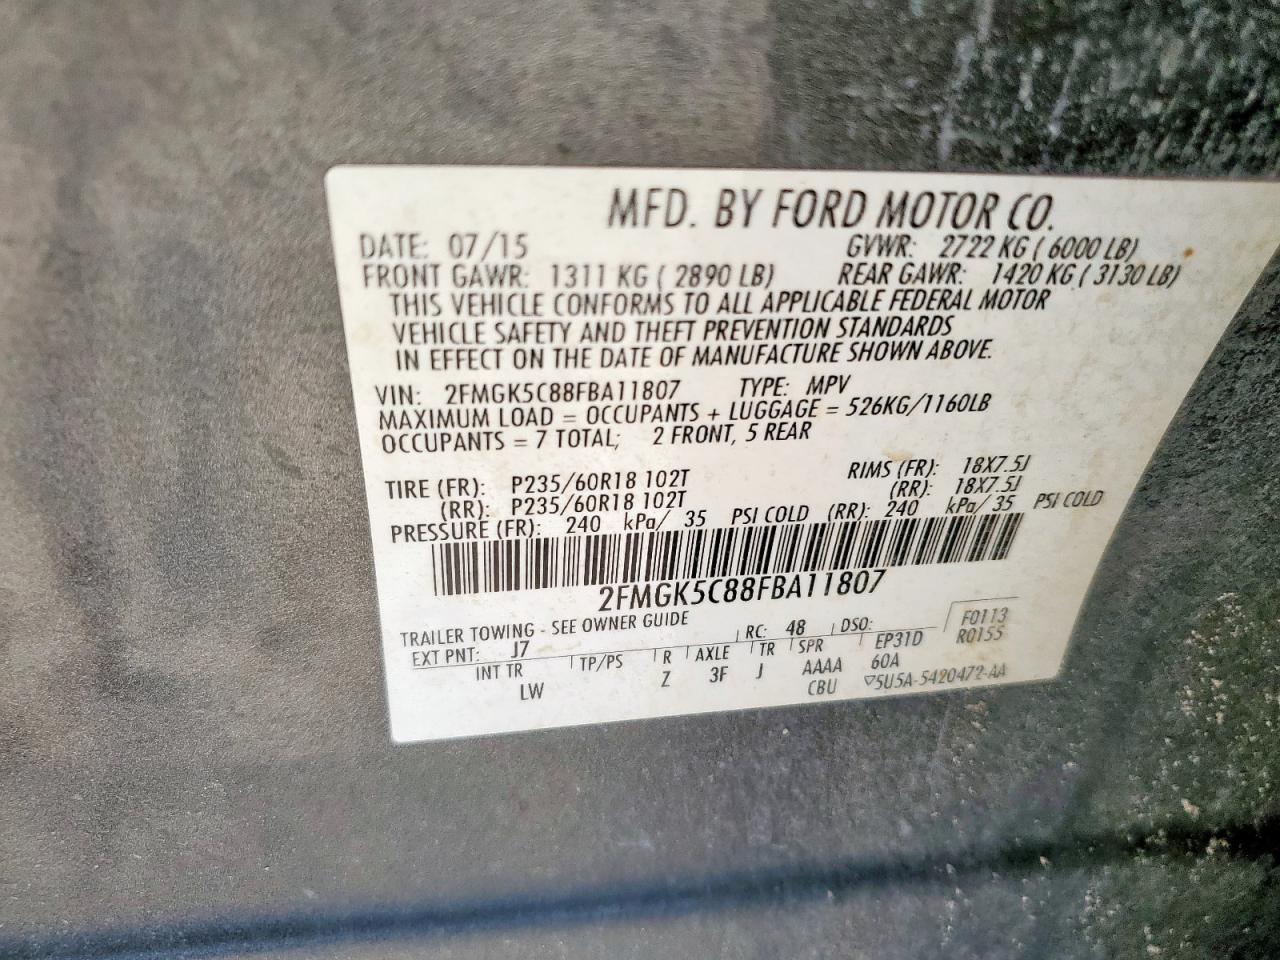 MFD. BY FORD MOTOR CO.
DATE: 07/15 GVWR: 2722 KG ( 6000 LB)
FRONT GAWR: 1311 KG ( 2890 LB) REAR GAWR: 1420 KG ( 3130 LB)
THIS VEHICLE CONFORMS TO ALL APPLICABLE FEDERAL MOTOR
VEHICLE SAFETY AND THEFT PREVENTION STANDARDS
IN EFFECT ON THE DATE OF MANUFACTURE SHOWN ABOVE.
VIN: 2FMGK5C88FBA11807 TYPE: MPV
MAXIMUM LOAD = OCCUPANTS + LUGGAGE = 526KG/1160LB
OCCUPANTS = 7 TOTAL; 2 FRONT, 5 REAR
TIRE (FR): P235/60R18 102T RIMS (FR): 18X7.5J
(RR): P235/60R18 102T (RR): 18X7.5J
PRESSURE (FR): 240 kPa/ 35 PSI COLD (RR): 240 kPa/ 35 PSI COLD
2FMGK5C88FBA11807
TRAILER TOWING - SEE OWNER GUIDE
EXT PNT: J7 RC: 48 DSO: F0113
INT TR TP/PS R AXLE TR SPR EP31D R0155
LW Z 3F J AAAA 60A
CBU ▽5U5A-5420472-AA